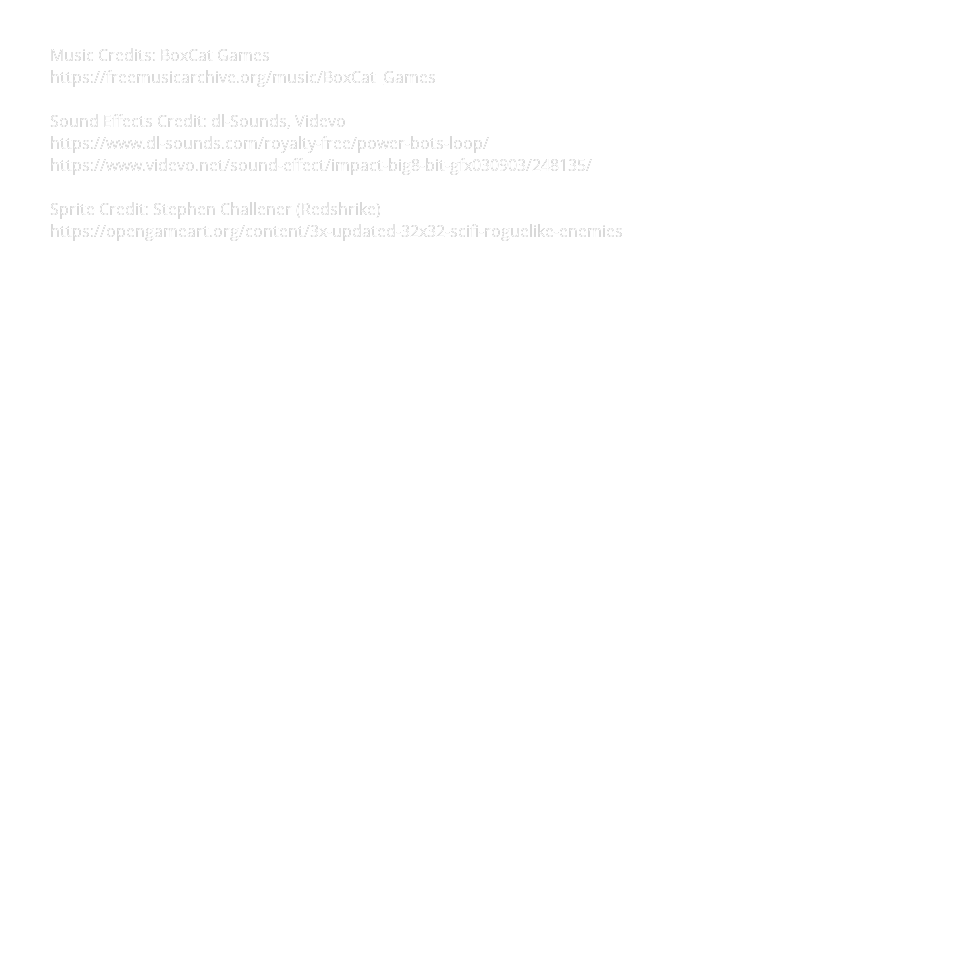 Music Credits: BoxCat Games
https://freemusicarchive.org/music/BoxCat_Games
Sound Effects Credit: dl-Sounds, Videvo
https://www.dl-sounds.com/royalty-free/power-bots-loop/
https://www.videvo.net/sound-effect/impact-big8-bit-gfx030903/248135/
Sprite Credit: Stephen Challener (Redshrike)
https://opengameart.org/content/3x-updated-32x32-scifi-roguelike-enemies